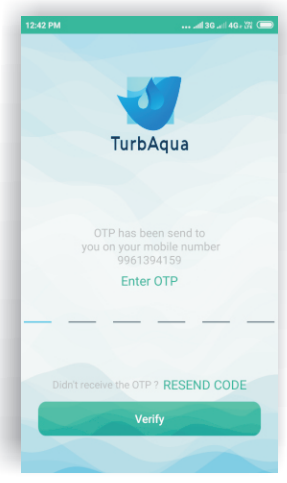 12:42 PM ... 3G 4G
TurbAqua
OTP has been send to
you on your mobile number
9961394159
Enter OTP
Didn't receive the OTP ? RESEND CODE
Verify